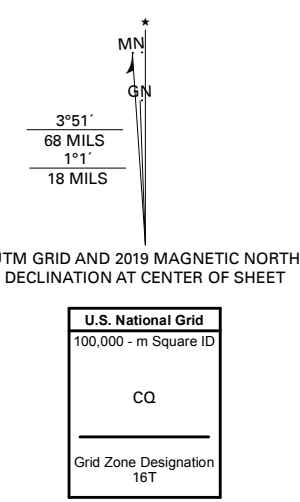 ★
MN
GN
3°51´
68 MILS
1°1´
18 MILS
UTM GRID AND 2019 MAGNETIC NORTH
DECLINATION AT CENTER OF SHEET
U.S. National Grid
100,000 - m Square ID
CQ
Grid Zone Designation
16T